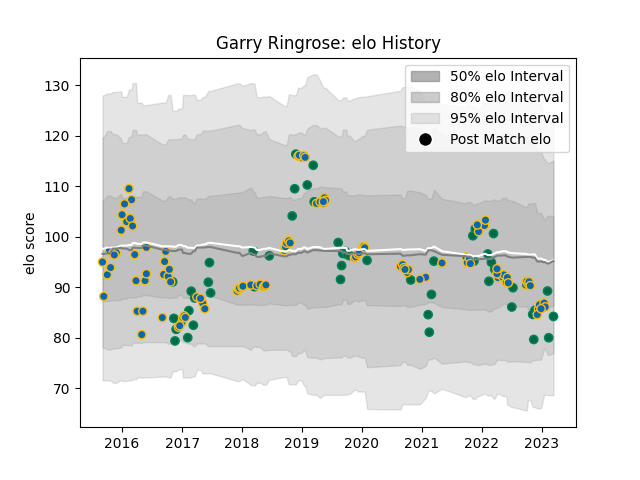 Garry Ringrose: elo History
50% elo Interval
80% elo Interval
95% elo Interval
Post Match elo
elo score
130
120
110
100
90
80
70
2016 2017 2018 2019 2020 2021 2022 2023